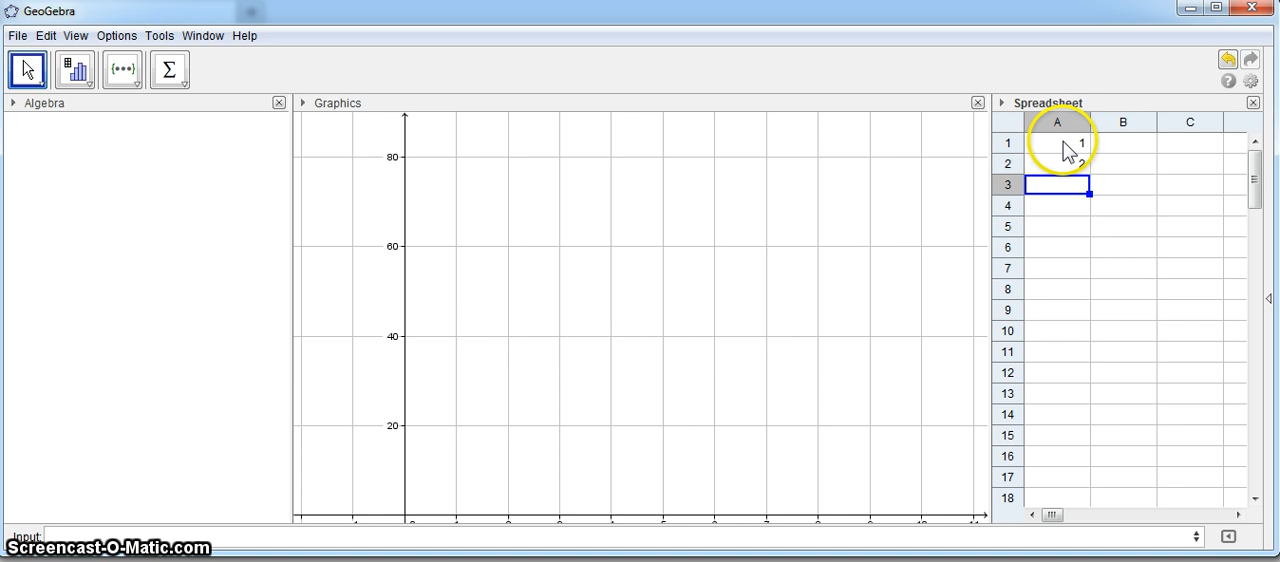 GeoGebra
File Edit View Options Tools Window Help
{•••} Σ
Algebra
Graphics
Spreadsheet
A B C
1 1
2 2
3
4
5
6
7
8
9
10
11
12
13
14
15
16
17
18
80
60
40
20
Input:
Screencast-O-Matic.com